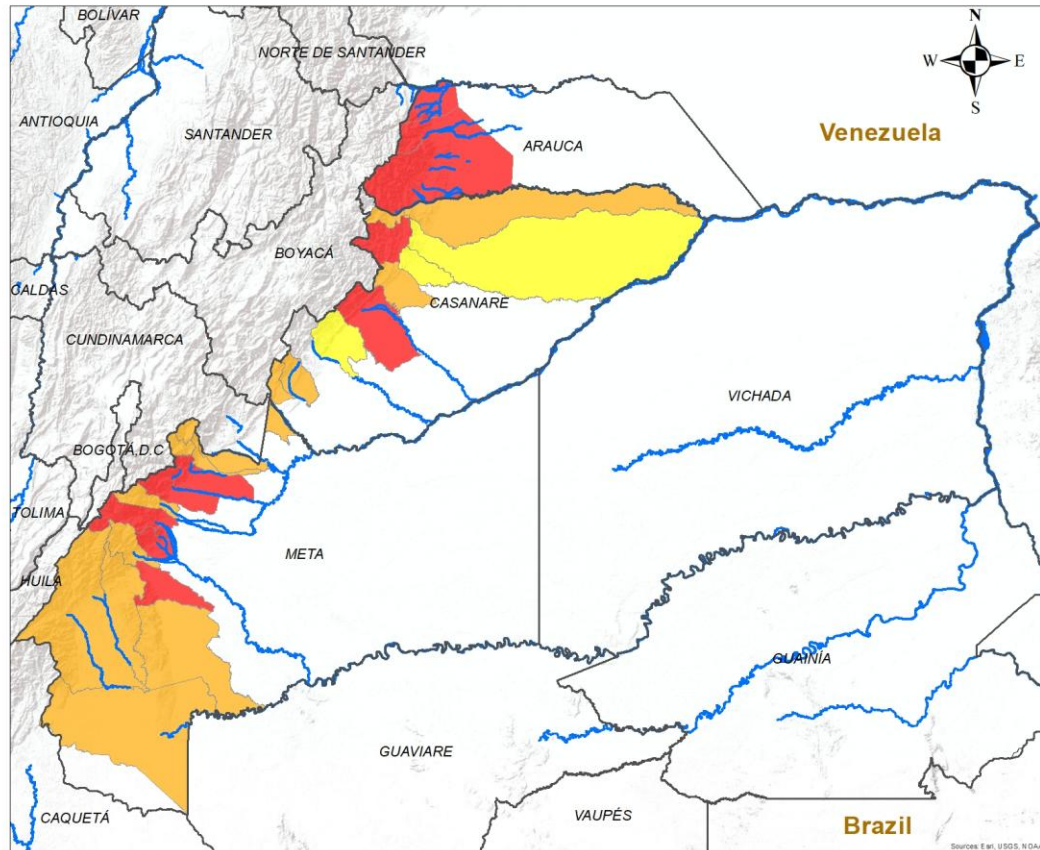 BOLÍVAR
NORTE DE SANTANDER
N
W E
S
ANTIOQUIA
SANTANDER
ARAUCA
Venezuela
BOYACÁ
CALDAS
CASANARE
CUNDINAMARCA
VICHADA
BOGOTÁ,D.C
TOLIMA
META
HUILA
GUAINÍA
GUAVIARE
CAQUETÁ
VAUPÉS
Brazil
Sources: Esri, USGS, NOAA